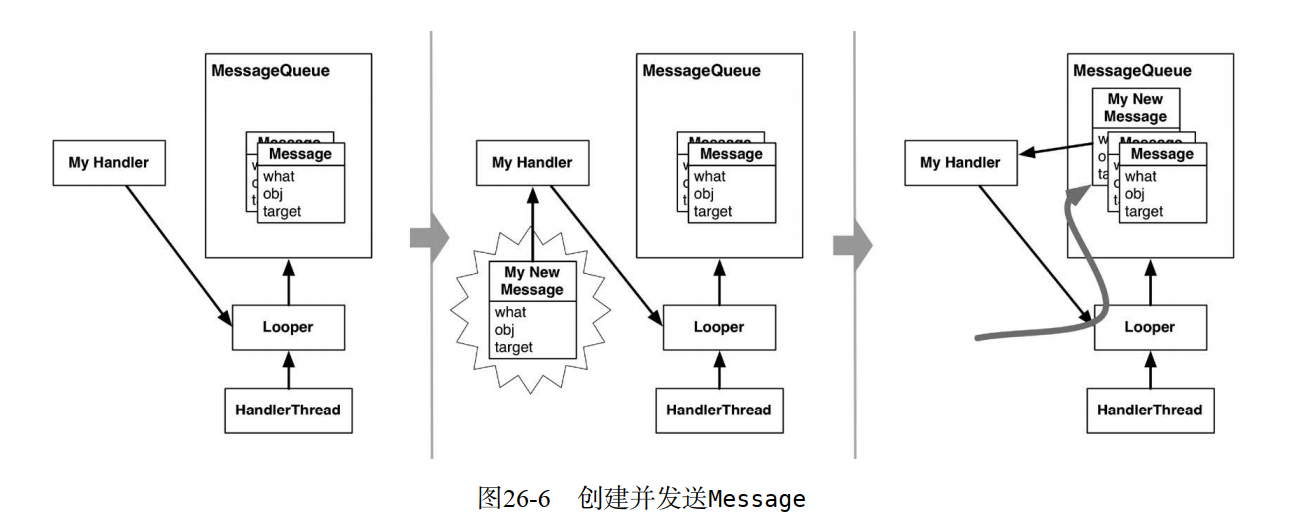 MessageQueue
Message
Message
what
obj
target
My Handler
Looper
HandlerThread
MessageQueue
Message
Message
what
obj
target
My Handler
My New
Message
what
obj
target
Looper
HandlerThread
MessageQueue
My New
Message
Message
what
obj
target
My Handler
Looper
HandlerThread
图26-6 创建并发送Message